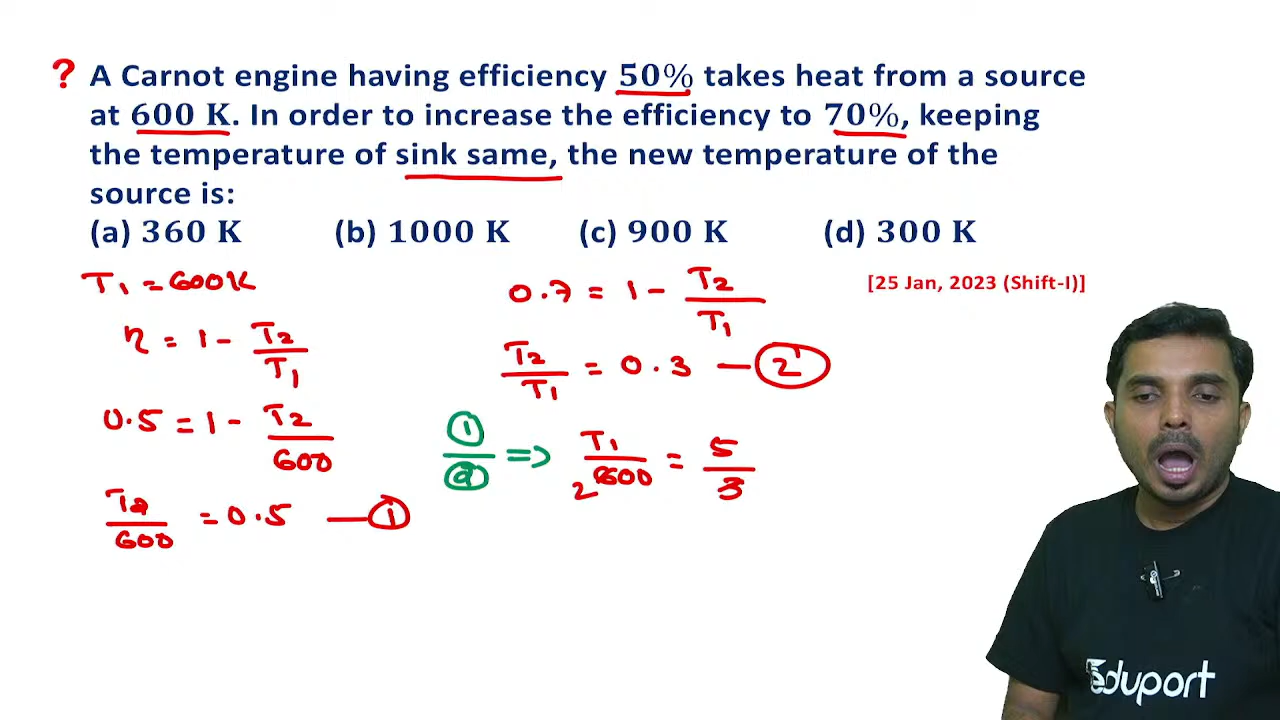 ? A Carnot engine having efficiency 50% takes heat from a source
at 600 K. In order to increase the efficiency to 70%, keeping
the temperature of sink same, the new temperature of the
source is:
(a) 360 K (b) 1000 K (c) 900 K (d) 300 K
[25 Jan, 2023 (Shift-I)]
T₁ = 600K
η = 1 - T₂/T₁
0.5 = 1 - T₂/600
T₂/600 = 0.5 — ①
0.7 = 1 - T₂/T₁
T₂/T₁ = 0.3 — ②
①/② => T₁/600 = 5/3
2
Eduport